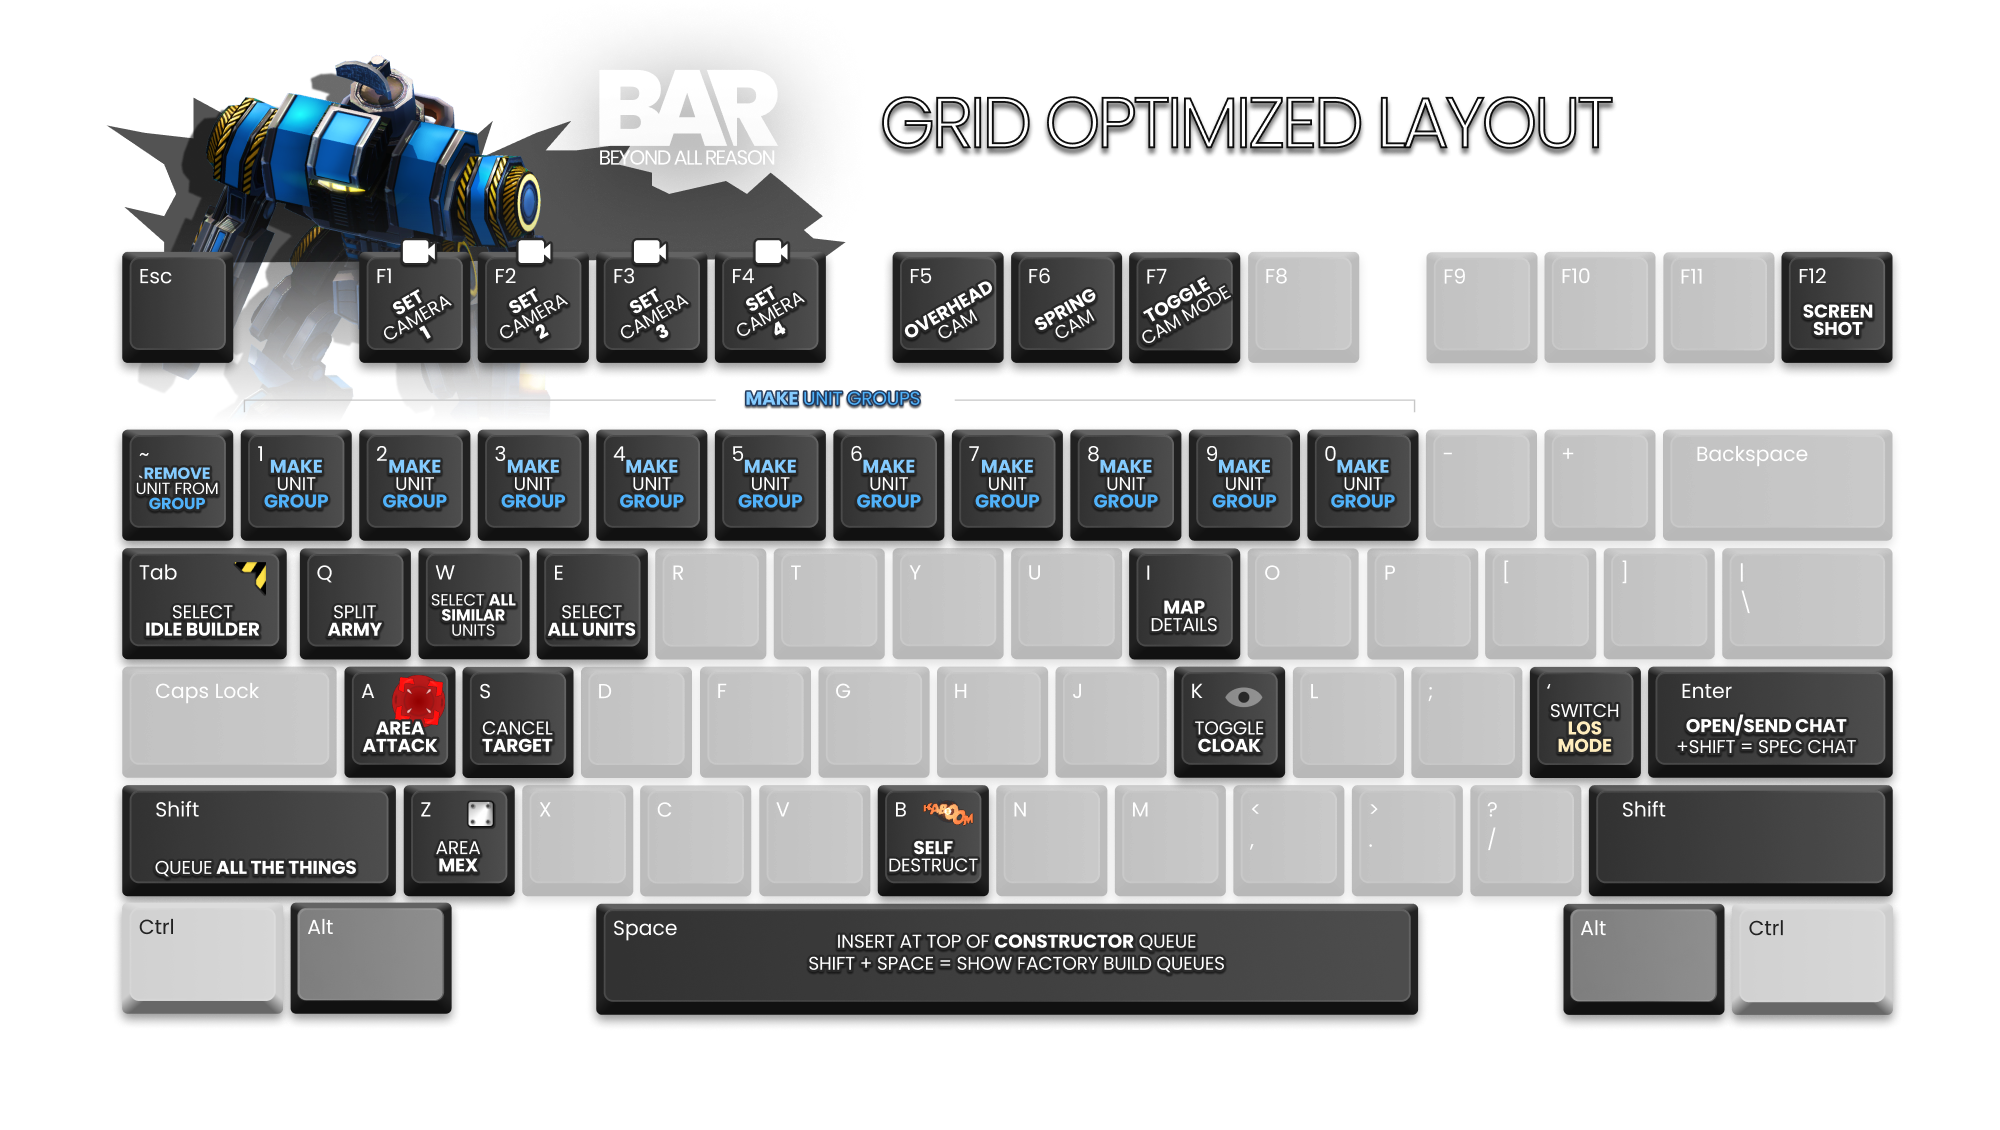 BAR
BEYOND ALL REASON
GRID OPTIMIZED LAYOUT
Esc
F1
SET
CAMERA
1
F2
SET
CAMERA
2
F3
SET
CAMERA
3
F4
SET
CAMERA
4
F5
OVERHEAD
CAM
F6
SPRING
CAM
F7
TOGGLE
CAM MODE
F8
F9
F10
F11
F12
SCREEN
SHOT
MAKE UNIT GROUPS
~
`
REMOVE
UNIT FROM
GROUP
1
MAKE
UNIT
GROUP
2
MAKE
UNIT
GROUP
3
MAKE
UNIT
GROUP
4
MAKE
UNIT
GROUP
5
MAKE
UNIT
GROUP
6
MAKE
UNIT
GROUP
7
MAKE
UNIT
GROUP
8
MAKE
UNIT
GROUP
9
MAKE
UNIT
GROUP
0
MAKE
UNIT
GROUP
-
+
Backspace
Tab
SELECT
IDLE BUILDER
Q
SPLIT
ARMY
W
SELECT ALL
SIMILAR
UNITS
E
SELECT
ALL UNITS
R
T
Y
U
I
MAP
DETAILS
O
P
[
]
|
\
Caps Lock
A
AREA
ATTACK
S
CANCEL
TARGET
D
F
G
H
J
K
TOGGLE
CLOAK
L
;
‘
SWITCH
LOS
MODE
Enter
OPEN/SEND CHAT
+SHIFT = SPEC CHAT
Shift
QUEUE ALL THE THINGS
Z
AREA
MEX
X
C
V
B
KABOOM
SELF
DESTRUCT
N
M
<
,
>
.
?
/
Shift
Ctrl
Alt
Space
INSERT AT TOP OF CONSTRUCTOR QUEUE
SHIFT + SPACE = SHOW FACTORY BUILD QUEUES
Alt
Ctrl